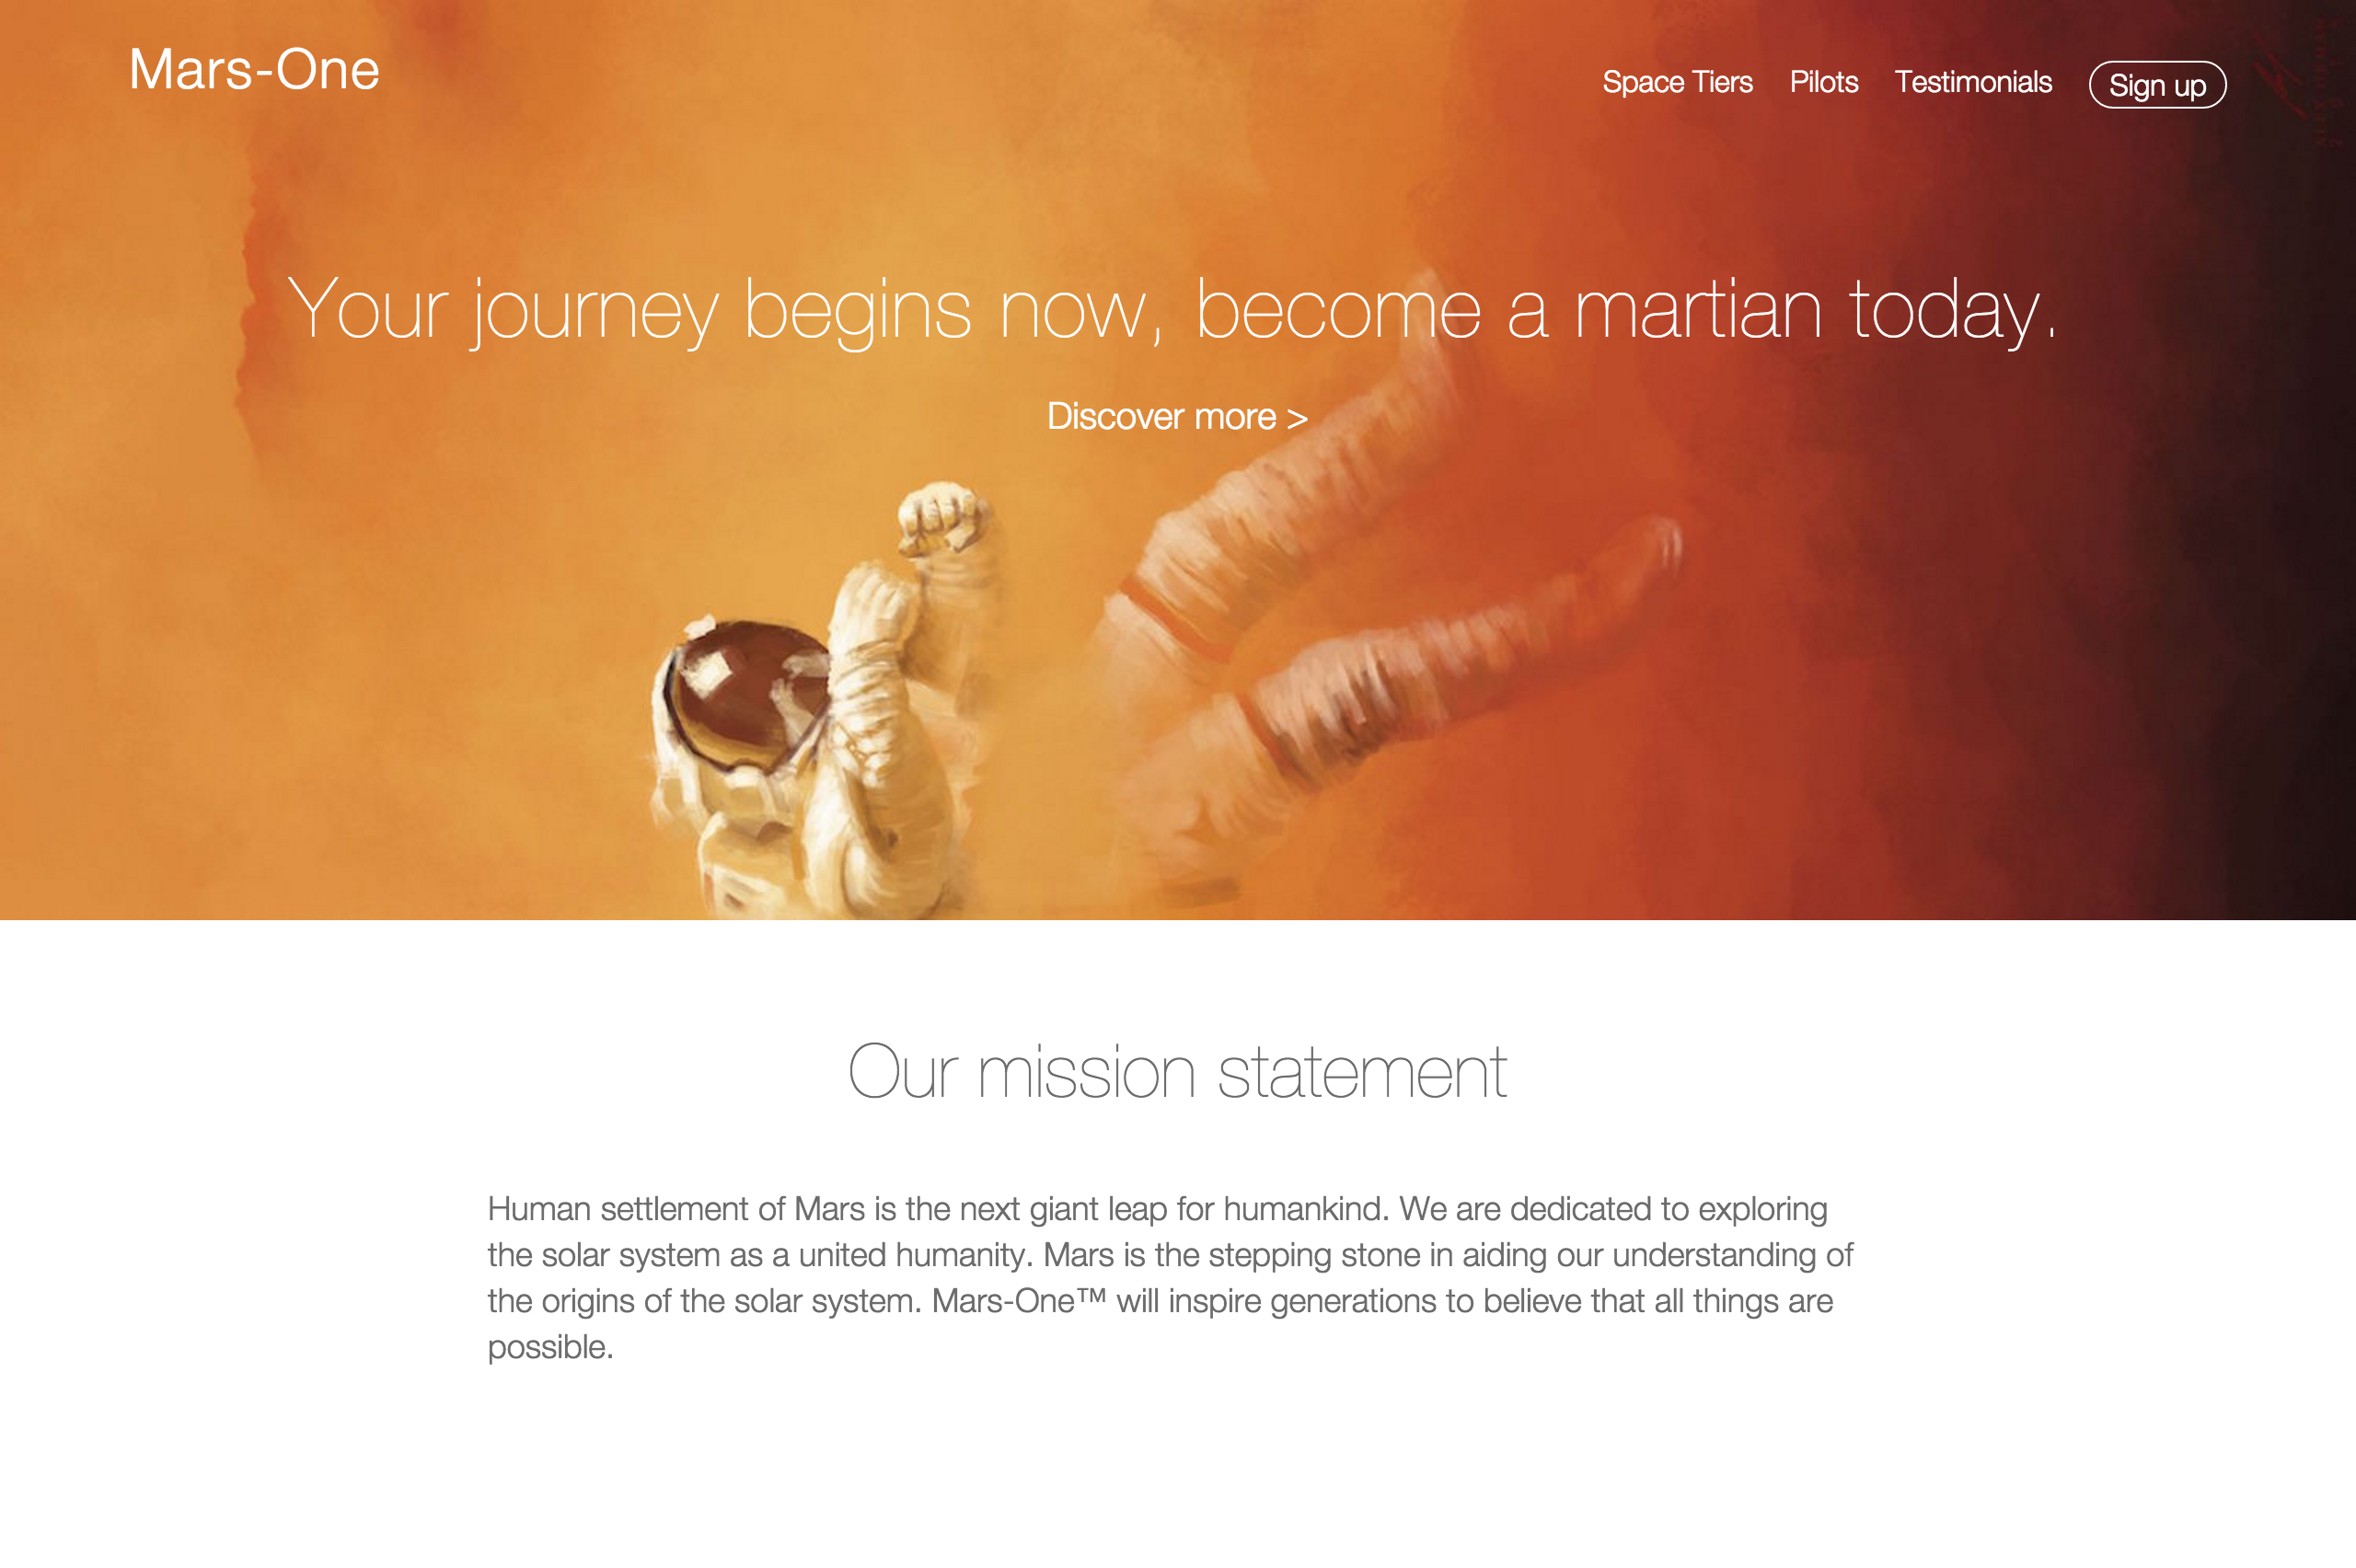 Mars-One
Space Tiers
Pilots
Testimonials
Sign up
Your journey begins now, become a martian today.
Discover more >
Our mission statement
Human settlement of Mars is the next giant leap for humankind. We are dedicated to exploring
the solar system as a united humanity. Mars is the stepping stone in aiding our understanding of
the origins of the solar system. Mars-One™ will inspire generations to believe that all things are
possible.